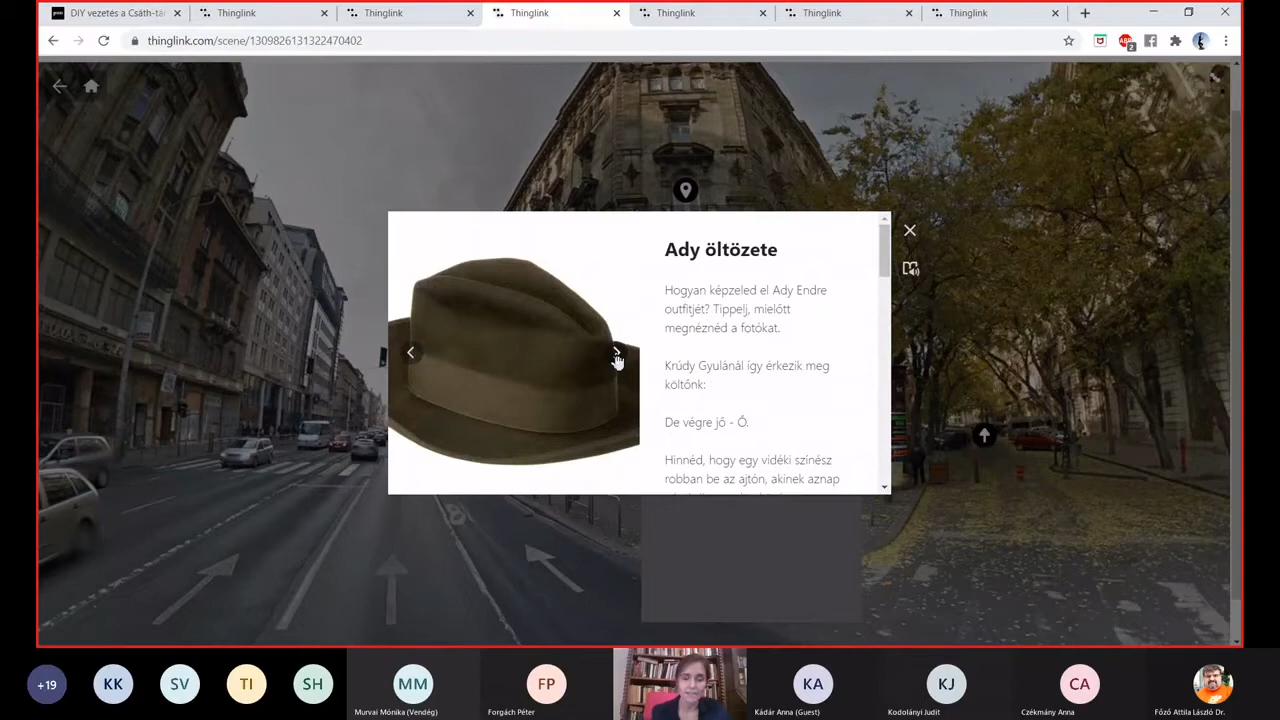 DIY vezetés a Csáth-tá
Thinglink
Thinglink
Thinglink
Thinglink
Thinglink
Thinglink
thinglink.com/scene/1309826131322470402
ABP
2
Ady öltözete
Hogyan képzeled el Ady Endre
outfitjét? Tippelj, mielőtt
megnéznéd a fotókat.
Krúdy Gyulánál így érkezik meg
költőnk:
De végre jő - Ő.
Hinnéd, hogy egy vidéki színész
robban be az ajtón, akinek aznap
+19
KK
SV
TI
SH
MM
FP
KA
KJ
CA
Murvai Mónika (Vendég)
Forgách Péter
Kádár Anna (Guest)
Kodolányi Judit
Czékmány Anna
Főző Attila László Dr.